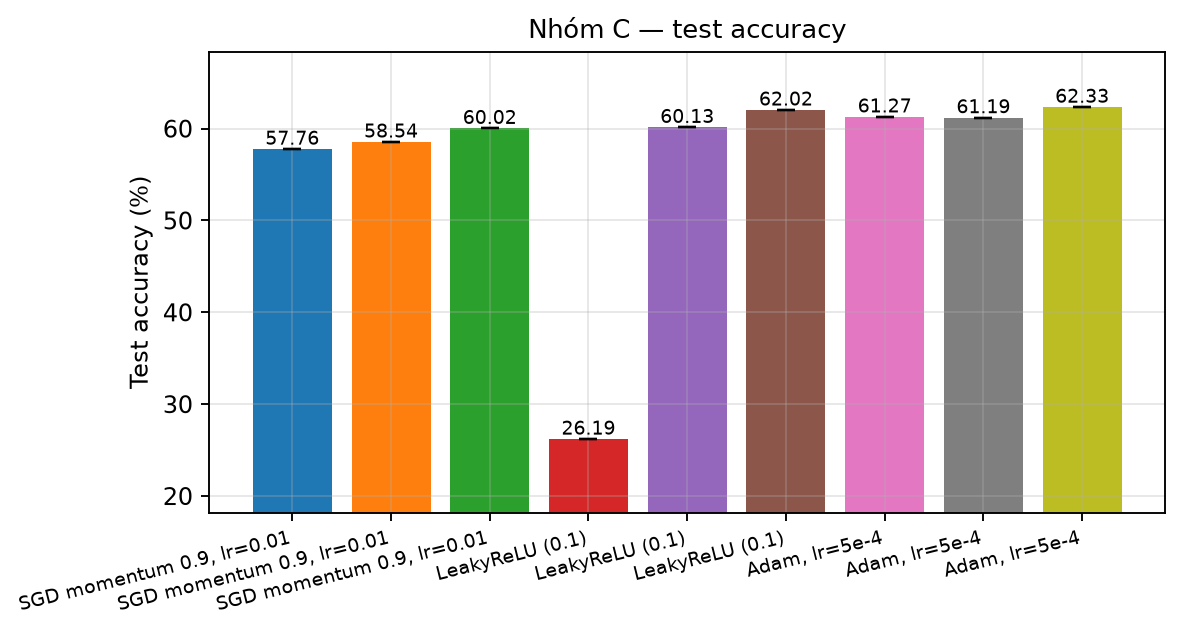 Nhóm C — test accuracy
Test accuracy (%)
60
50
40
30
20
57.76
58.54
60.02
26.19
60.13
62.02
61.27
61.19
62.33
SGD momentum 0.9, lr=0.01
SGD momentum 0.9, lr=0.01
SGD momentum 0.9, lr=0.01
LeakyReLU (0.1)
LeakyReLU (0.1)
LeakyReLU (0.1)
Adam, lr=5e-4
Adam, lr=5e-4
Adam, lr=5e-4